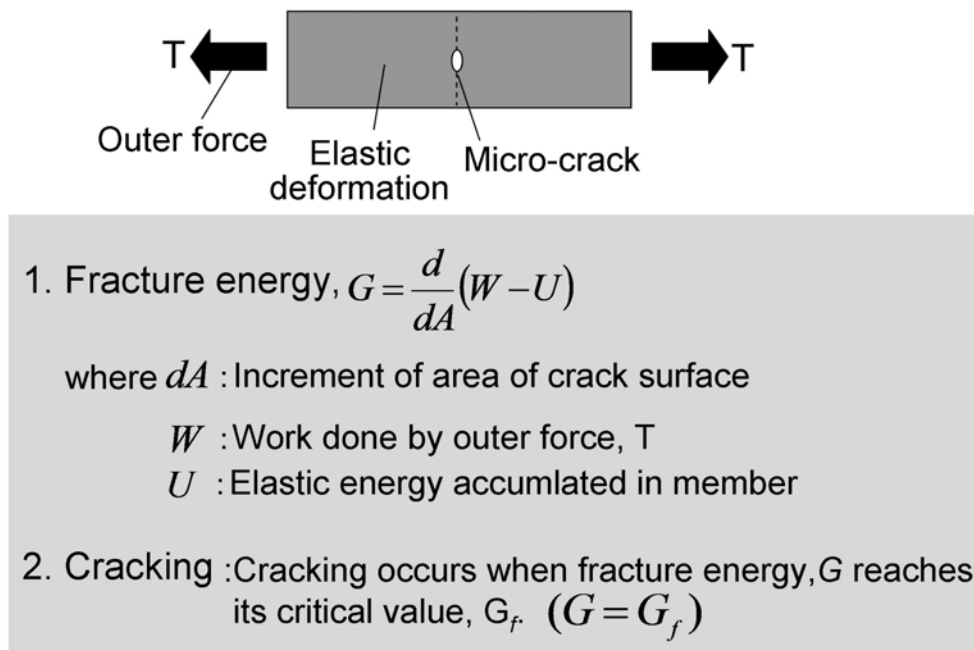 T T
Outer force
Elastic
deformation
Micro-crack
1. Fracture energy, G = d/dA (W − U)
where dA : Increment of area of crack surface
W : Work done by outer force, T
U : Elastic energy accumlated in member
2. Cracking : Cracking occurs when fracture energy, G reaches
its critical value, G_f. (G = G_f)